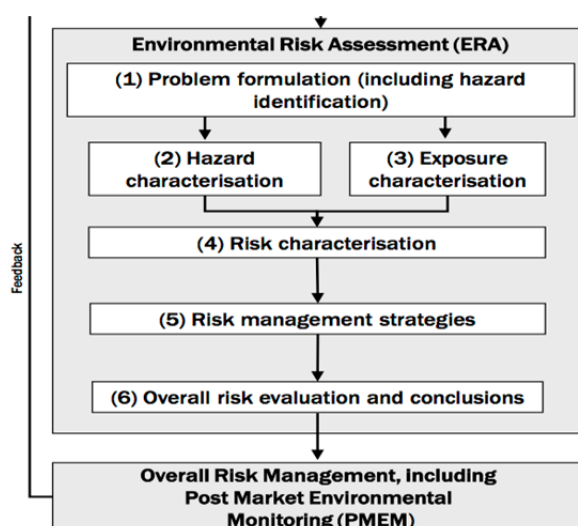 Environmental Risk Assessment (ERA)
(1) Problem formulation (including hazard
identification)
(2) Hazard
characterisation
(3) Exposure
characterisation
(4) Risk characterisation
(5) Risk management strategies
(6) Overall risk evaluation and conclusions
Feedback
Overall Risk Management, including
Post Market Environmental
Monitoring (PMEM)